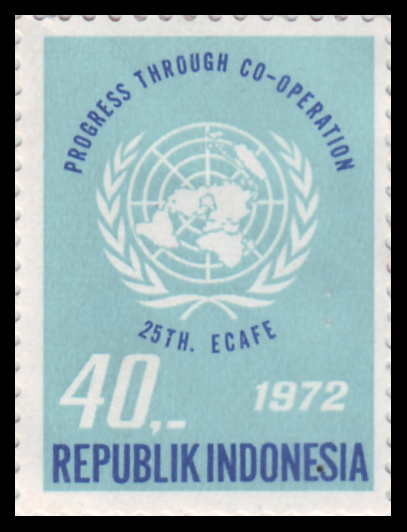 PROGRESS THROUGH CO-OPERATION
25TH. ECAFE
40,- 1972
REPUBLIK INDONESIA